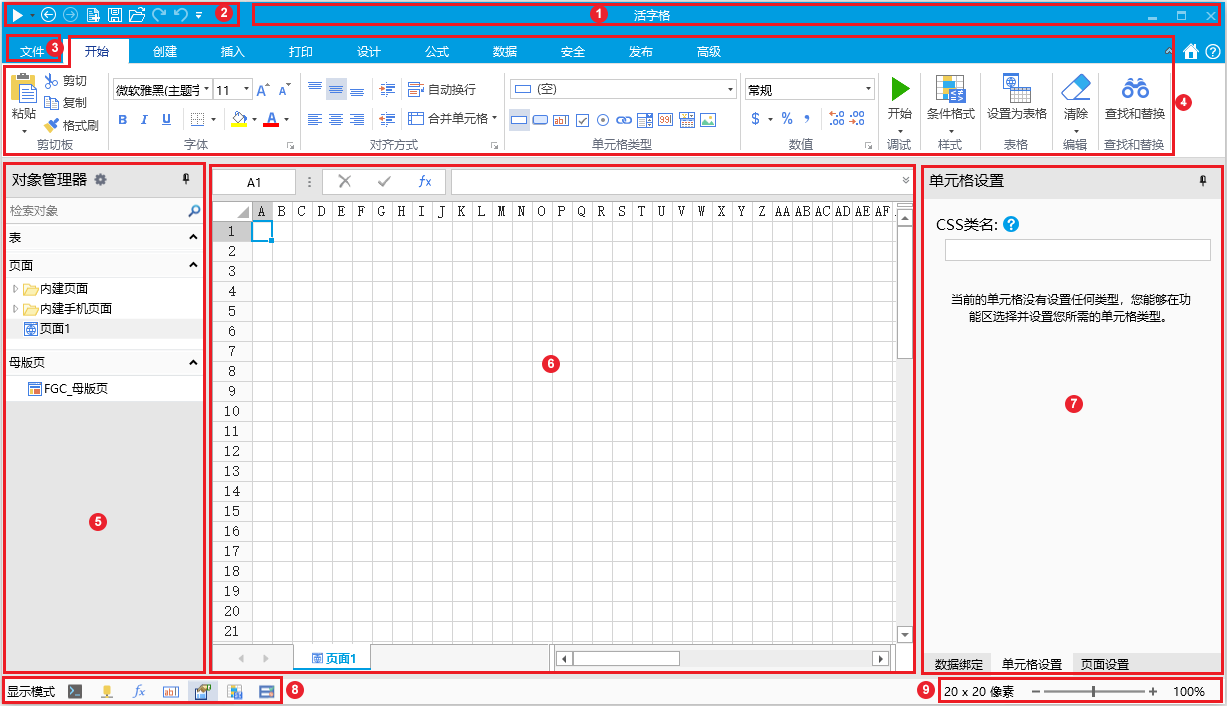 2 1 活字格
文件 3 开始 创建 插入 打印 设计 公式 数据 安全 发布 高级
粘贴 剪切 复制 格式刷
剪贴板
微软雅黑(主题字 11
B I U A
字体
自动换行
合并单元格
对齐方式
(空)
单元格类型
常规
$ % ,
数值
开始
调试
条件格式
样式
设置为表格
表格
清除
编辑
查找和替换
查找和替换
4
对象管理器
检索对象
表
页面
内建页面
内建手机页面
页面1
母版页
FGC_母版页
5
A1 fx
A B C D E F G H I J K L M N O P Q R S T U V W X Y Z AA AB AC AD AE AF
1
2
3
4
5
6
7
8
9
10
11
12
13
14
15
16
17
18
19
20
21
6
页面1
单元格设置
CSS类名: ?
当前的单元格没有设置任何类型，您能够在功
能区选择并设置您所需的单元格类型。
7
数据绑定 单元格设置 页面设置
显示模式 fx ab 8
9 20 x 20 像素 − + 100%